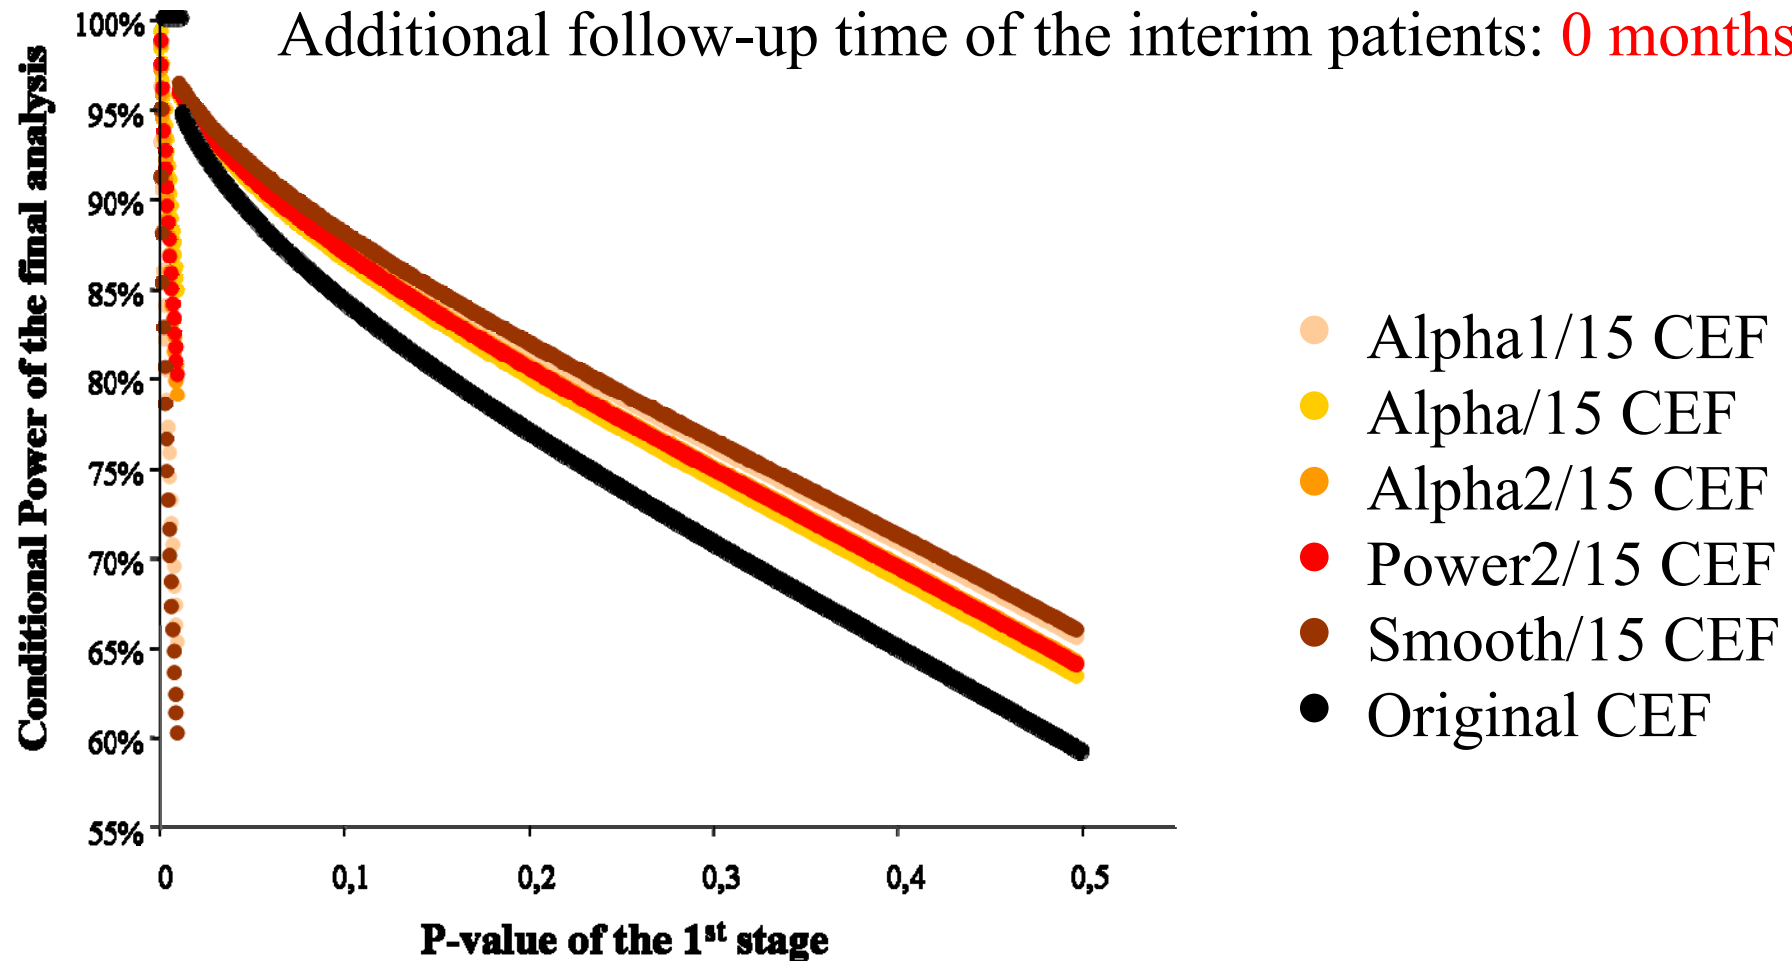 Additional follow-up time of the interim patients: 0 months
Conditional Power of the final analysis
100%
95%
90%
85%
80%
75%
70%
65%
60%
55%
0
0,1
0,2
0,3
0,4
0,5
P-value of the 1st stage
Alpha1/15 CEF
Alpha/15 CEF
Alpha2/15 CEF
Power2/15 CEF
Smooth/15 CEF
Original CEF